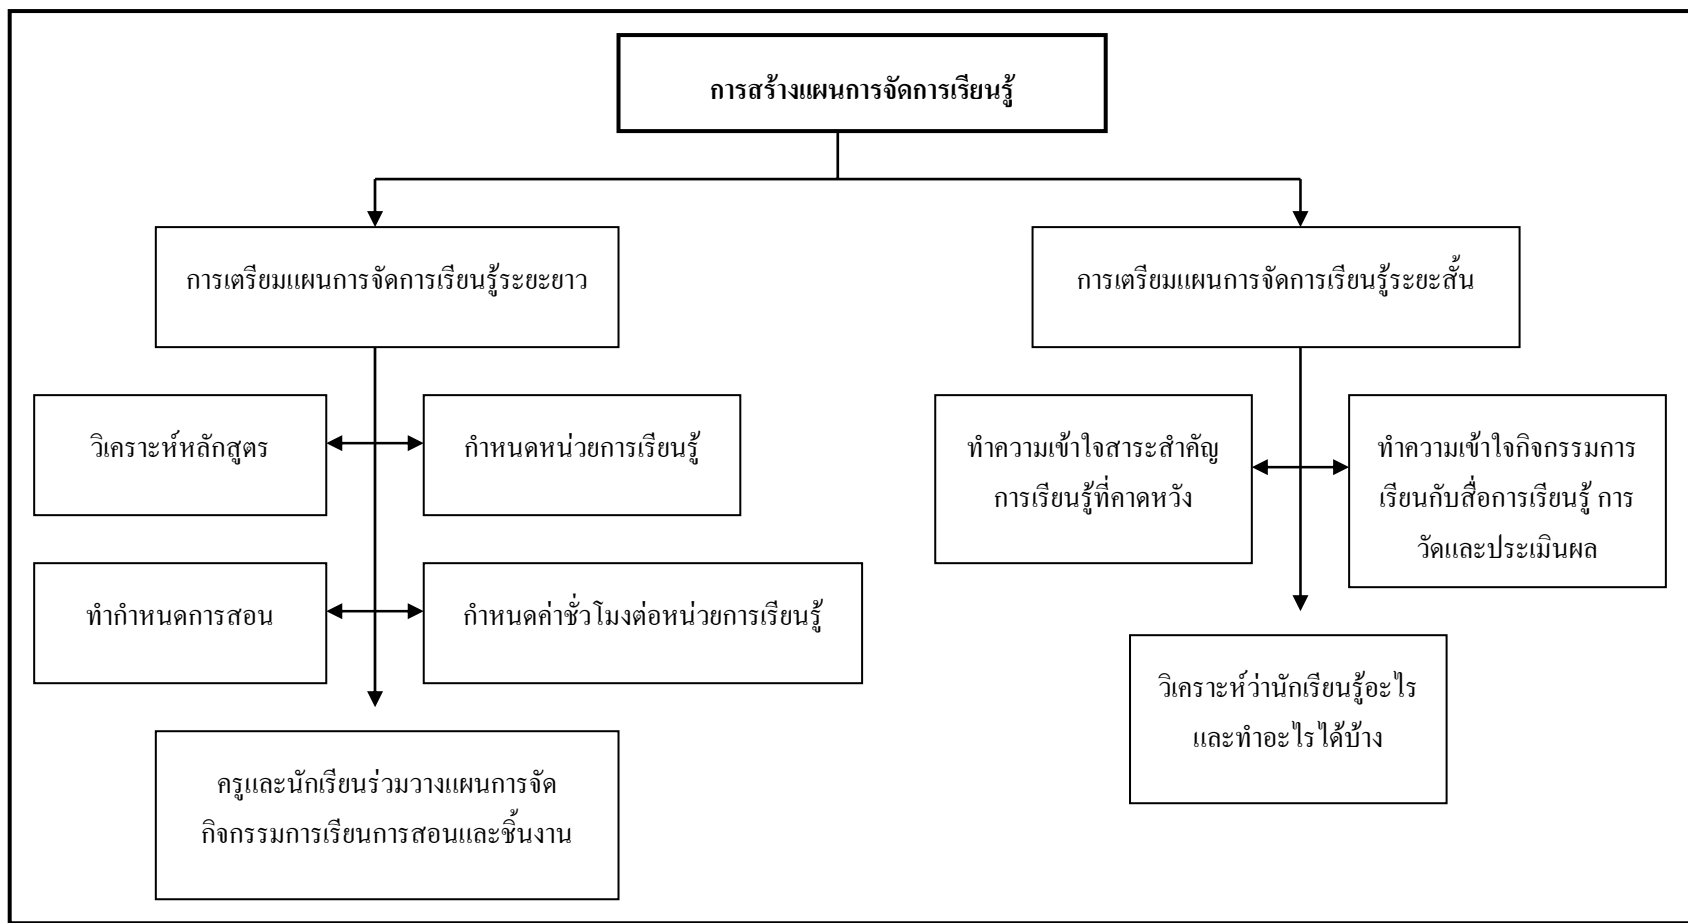 การสร้างแผนการจัดการเรียนรู้
การเตรียมแผนการจัดการเรียนรู้ระยะยาว
การเตรียมแผนการจัดการเรียนรู้ระยะสั้น
วิเคราะห์หลักสูตร
กำหนดหน่วยการเรียนรู้
ทำความเข้าใจสาระสำคัญ
การเรียนรู้ที่คาดหวัง
ทำความเข้าใจกิจกรรมการ
เรียนกับสื่อการเรียนรู้ การ
วัดและประเมินผล
ทำกำหนดการสอน
กำหนดค่าชั่วโมงต่อหน่วยการเรียนรู้
วิเคราะห์ว่านักเรียนรู้อะไร
และทำอะไรได้บ้าง
ครูและนักเรียนร่วมวางแผนการจัด
กิจกรรมการเรียนการสอนและชิ้นงาน